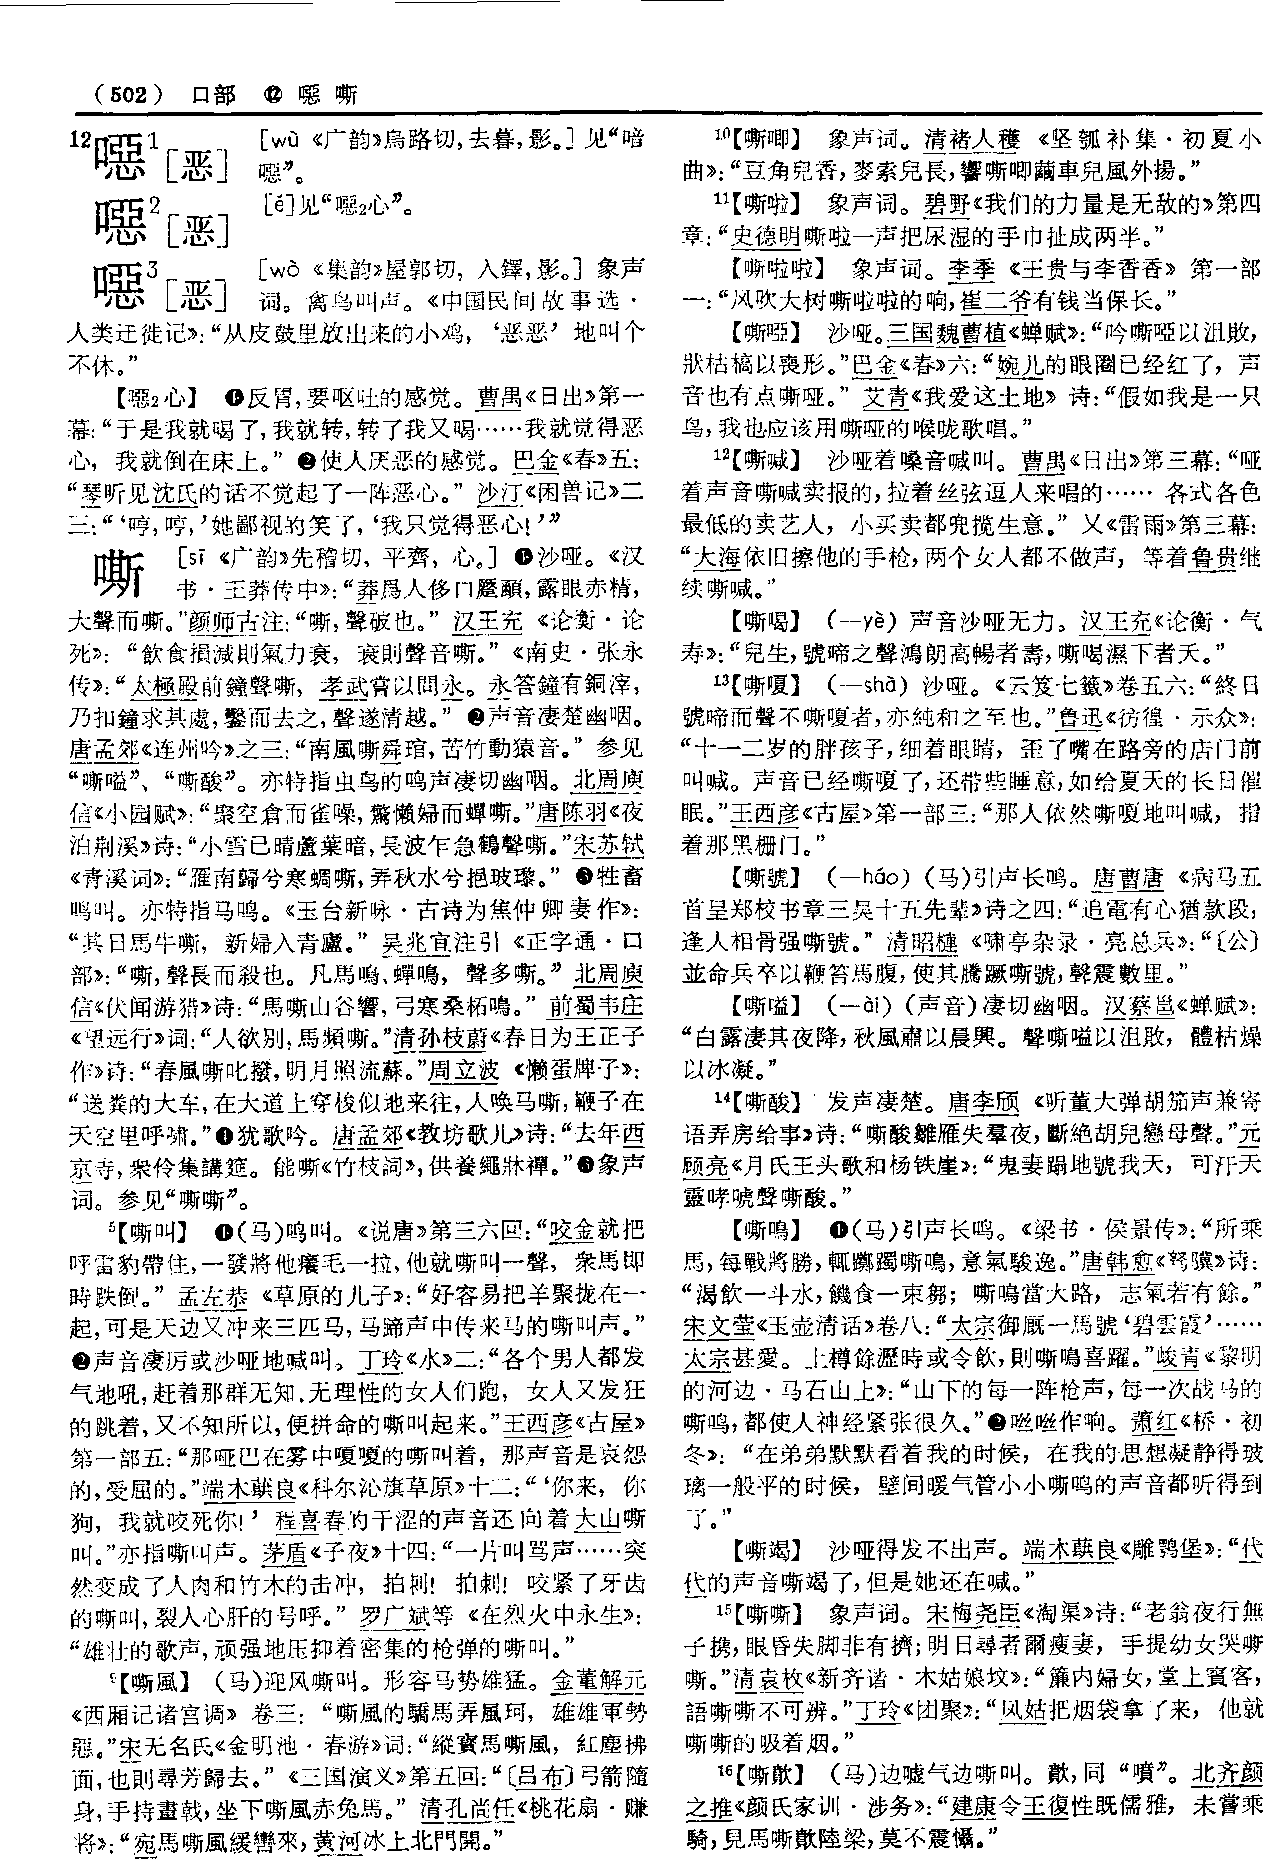 （502） 口部 ⓬ 噁 嘶
12噁1［恶］ [wù《广韵》烏路切,去暮,影。] 见“喑
噁”。
噁2［恶］ [ě]见“噁2心”。
噁3［恶］ [wò《集韵》屋郭切, 入鐸,影。] 象声
词。禽鸟叫声。《中国民间故事选·
人类迁徙记》:“从皮鼓里放出来的小鸡, ‘恶恶’地叫个
不休。”
【噁2心】 ❶反胃,要呕吐的感觉。曹禺《日出》第一
幕:“于是我就喝了,我就转,转了我又喝……我就觉得恶
心, 我就倒在床上。” ❷使人厌恶的感觉。巴金《春》五:
“琴听见沈氏的话不觉起了一阵恶心。” 沙汀《困兽记》二
三:“‘哼,哼,’她鄙视的笑了,‘我只觉得恶心!’”
嘶 [sī《广韵》先稽切, 平齊, 心。] ❶沙哑。《汉
书·王莽传中》:“莽爲人侈口蹷顄,露眼赤精,
大聲而嘶。”颜师古注:“嘶,聲破也。” 汉王充《论衡·论
死》: “飲食損減則氣力衰, 衰則聲音嘶。”《南史·张永
传》:“太極殿前鐘聲嘶, 孝武嘗以問永。永答鐘有銅滓,
乃扣鐘求其處,鑿而去之,聲遂清越。” ❷声音凄楚幽咽。
唐孟郊《连州吟》之三:“南風嘶舜琯,苦竹動猿音。” 参见
“嘶嗌”、“嘶酸”。亦特指虫鸟的鸣声凄切幽咽。北周庾
信《小园赋》:“聚空倉而雀噪,驚懶婦而蟬嘶。”唐陈羽《夜
泊荆溪》诗:“小雪已晴蘆葉暗,長波乍急鶴聲嘶。”宋苏轼
《青溪词》:“雁南歸兮寒蜩嘶,弄秋水兮挹玻瓈。” ❸牲畜
鸣叫。亦特指马鸣。《玉台新咏·古诗为焦仲卿妻作》:
“其日馬牛嘶, 新婦入青廬。” 吴兆宜注引《正字通·口
部》:“嘶,聲長而殺也。凡馬鳴、蟬鳴, 聲多嘶。” 北周庾
信《伏闻游猎》诗:“馬嘶山谷響,弓寒桑柘鳴。” 前蜀韦庄
《望远行》词:“人欲别,馬頻嘶。”清孙枝蔚《春日为王正子
作》诗:“春風嘶叱撥,明月照流蘇。”周立波《懒蛋牌子》:
“送粪的大车,在大道上穿梭似地来往,人唤马嘶,鞭子在
天空里呼啸。”❹犹歌吟。唐孟郊《教坊歌儿》诗:“去年西
京寺,衆伶集講筵。能嘶《竹枝詞》,供養繩牀禪。”❺象声
词。参见“嘶嘶”。
5【嘶叫】 ❶(马)鸣叫。《说唐》第三六回:“咬金就把
呼雷豹帶住,一發將他癢毛一拉,他就嘶叫一聲, 衆馬即
時跌倒。” 孟左恭《草原的儿子》:“好容易把羊聚拢在一
起,可是天边又冲来三匹马,马蹄声中传来马的嘶叫声。”
❷声音凄厉或沙哑地喊叫。丁玲《水》二:“各个男人都发
气地吼,赶着那群无知、无理性的女人们跑, 女人又发狂
的跳着,又不知所以,便拼命的嘶叫起来。”王西彦《古屋》
第一部五:“那哑巴在雾中嗄嗄的嘶叫着, 那声音是哀怨
的,受屈的。”端木蕻良《科尔沁旗草原》十二:“‘你来, 你
狗, 我就咬死你!’ 程喜春的干涩的声音还向着大山嘶
叫。”亦指嘶叫声。茅盾《子夜》十四:“一片叫骂声……突
然变成了人肉和竹木的击冲, 拍刺! 拍刺! 咬紧了牙齿
的嘶叫,裂人心肝的号呼。” 罗广斌等《在烈火中永生》:
“雄壮的歌声,顽强地压抑着密集的枪弹的嘶叫。”
9【嘶風】 (马)迎风嘶叫。形容马势雄猛。金董解元
《西厢记诸宫调》卷三: “嘶風的驕馬弄風珂, 雄雄軍勢
惡。”宋无名氏《金明池·春游》词:“縱寶馬嘶風, 紅塵拂
面,也則尋芳歸去。”《三国演义》第五回:“〔吕布〕弓箭隨
身,手持畫戟,坐下嘶風赤兔馬。” 清孔尚任《桃花扇·赚
将》:“宛馬嘶風緩轡來,黄河冰上北門開。”
10【嘶唧】 象声词。清褚人穫《坚瓠补集·初夏小
曲》:“豆角兒香,麥索兒長,響嘶唧繭車兒風外揚。”
11【嘶啦】 象声词。碧野《我们的力量是无敌的》第四
章:“史德明嘶啦一声把尿湿的手巾扯成两半。”
【嘶啦啦】 象声词。李季《王贵与李香香》第一部
一:“风吹大树嘶啦啦的响,崔二爷有钱当保长。”
【嘶啞】 沙哑。三国魏曹植《蝉赋》:“吟嘶啞以沮敗,
狀枯槁以喪形。”巴金《春》六:“婉儿的眼圈已经红了, 声
音也有点嘶哑。” 艾青《我爱这土地》诗:“假如我是一只
鸟,我也应该用嘶哑的喉咙歌唱。”
12【嘶喊】 沙哑着嗓音喊叫。曹禺《日出》第三幕:“哑
着声音嘶喊卖报的,拉着丝弦逗人来唱的…… 各式各色
最低的卖艺人, 小买卖都兜揽生意。” 又《雷雨》第三幕:
“大海依旧擦他的手枪,两个女人都不做声, 等着鲁贵继
续嘶喊。”
【嘶喝】 (—yè) 声音沙哑无力。汉王充《论衡·气
寿》:“兒生,號啼之聲鴻朗高暢者壽,嘶喝濕下者夭。”
13【嘶嗄】 (—shà) 沙哑。《云笈七籤》卷五六:“終日
號啼而聲不嘶嗄者,亦純和之至也。”鲁迅《彷徨·示众》:
“十一二岁的胖孩子,细着眼睛, 歪了嘴在路旁的店门前
叫喊。声音已经嘶嗄了,还带些睡意,如给夏天的长日催
眠。”王西彦《古屋》第一部三:“那人依然嘶嗄地叫喊, 指
着那黑栅门。”
【嘶號】 (—háo) (马)引声长鸣。唐曹唐《病马五
首呈郑校书章三吴十五先辈》诗之四:“追電有心猶款段,
逢人相骨强嘶號。” 清昭槤《啸亭杂录·亮总兵》:“〔公〕
並命兵卒以鞭笞馬腹,使其騰蹶嘶號,聲震數里。”
【嘶嗌】 (—ài) (声音)凄切幽咽。汉蔡邕《蝉赋》:
“白露淒其夜降,秋風肅以晨興。聲嘶嗌以沮敗, 體枯燥
以冰凝。”
14【嘶酸】 发声凄楚。唐李颀《听董大弹胡笳声兼寄
语弄房给事》诗:“嘶酸雛雁失羣夜,斷絶胡兒戀母聲。”元
顾亮《月氏王头歌和杨铁崖》:“鬼妻蹋地號我天, 可汗天
靈哮唬聲嘶酸。”
【嘶鳴】 ❶(马)引声长鸣。《梁书·侯景传》:“所乘
馬,每戰將勝,輒躑躅嘶鳴,意氣駿逸。”唐韩愈《驽骥》诗:
“渴飲一斗水,饑食一束芻; 嘶鳴當大路, 志氣若有餘。”
宋文莹《玉壶清话》卷八:“太宗御厩一馬號‘碧雲霞’……
太宗甚愛。上樽餘瀝時或令飲,則嘶鳴喜躍。”峻青《黎明
的河边·马石山上》:“山下的每一阵枪声,每一次战马的
嘶鸣,都使人神经紧张很久。”❷咝咝作响。萧红《桥·初
冬》: “在弟弟默默看着我的时候, 在我的思想凝静得玻
璃一般平的时候, 壁间暖气管小小嘶鸣的声音都听得到
了。”
【嘶竭】 沙哑得发不出声。端木蕻良《雕鹗堡》:“代
代的声音嘶竭了,但是她还在喊。”
15【嘶嘶】 象声词。宋梅尧臣《淘渠》诗:“老翁夜行無
子携,眼昏失脚非有擠;明日尋者爾瘦妻, 手提幼女哭嘶
嘶。”清袁枚《新齐谐·木姑娘坟》:“簾内婦女,堂上賓客,
語嘶嘶不可辨。”丁玲《团聚》:“凤姑把烟袋拿了来, 他就
嘶嘶的吸着烟。”
16【嘶歕】 (马)边嘘气边嘶叫。歕,同“噴”。北齐颜
之推《颜氏家训·涉务》:“建康令王復性既儒雅, 未嘗乘
騎,見馬嘶歕陸梁,莫不震慑。”